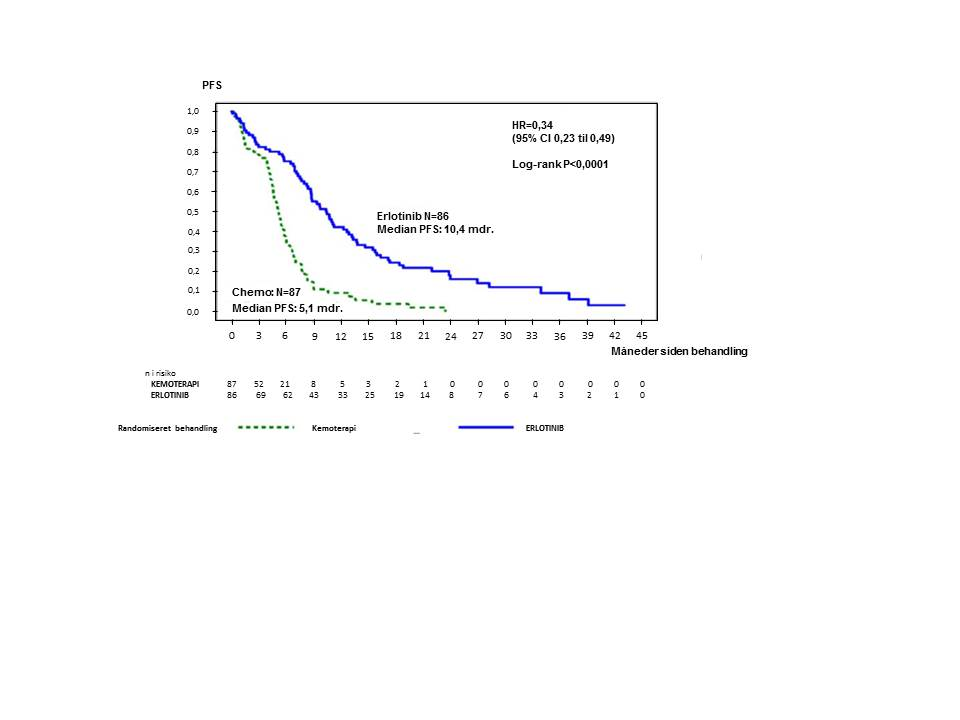 PFS
1,0
0,9
0,8
0,7
0,6
0,5
0,4
0,3
0,2
0,1
0,0
HR=0,34
(95% CI 0,23 til 0,49)
Log-rank P<0,0001
Erlotinib N=86
Median PFS: 10,4 mdr.
Chemo: N=87
Median PFS: 5,1 mdr.
0 3 6 9 12 15 18 21 24 27 30 33 36 39 42 45
Måneder siden behandling
n i risiko
KEMOTERAPI 87 52 21 8 5 3 2 1 0 0 0 0 0 0 0 0
ERLOTINIB 86 69 62 43 33 25 19 14 8 7 6 4 3 2 1 0
Randomiseret behandling Kemoterapi ERLOTINIB